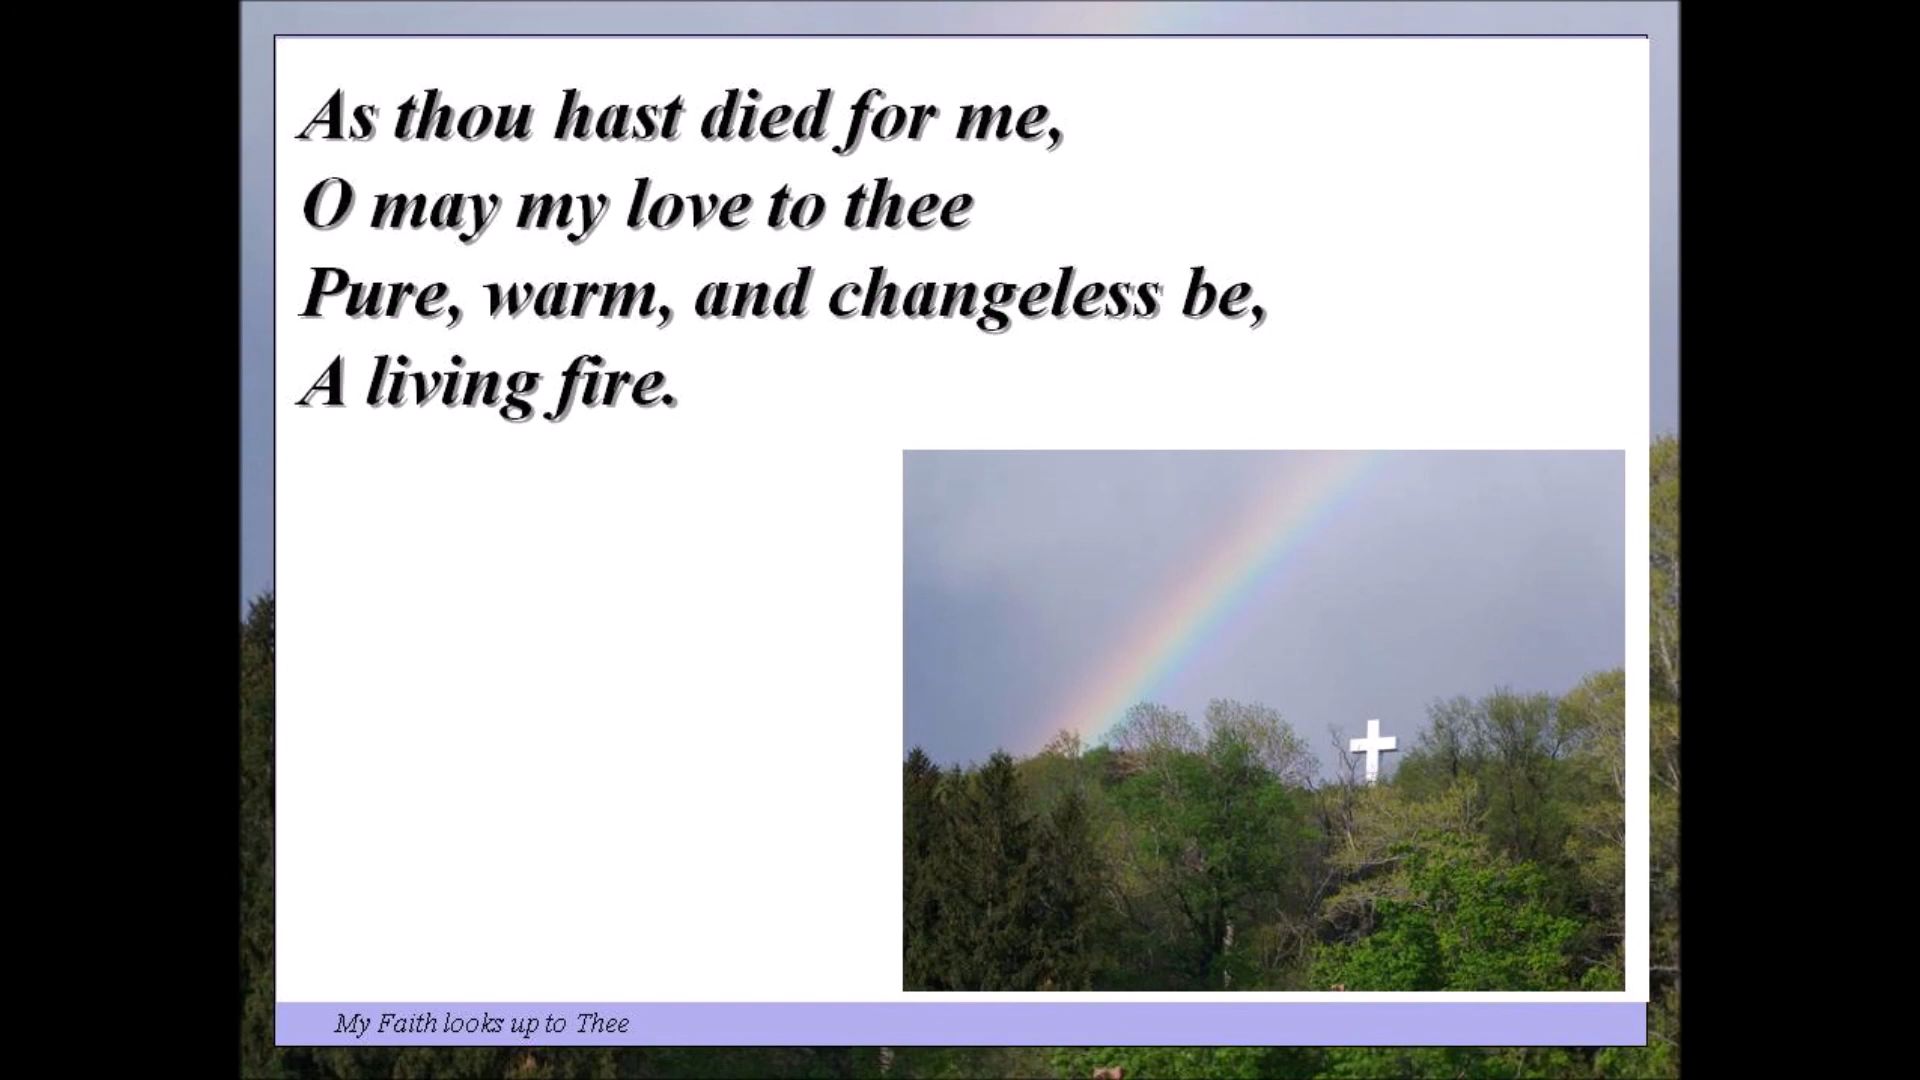 As thou hast died for me,
O may my love to thee
Pure, warm, and changeless be,
A living fire.
My Faith looks up to Thee